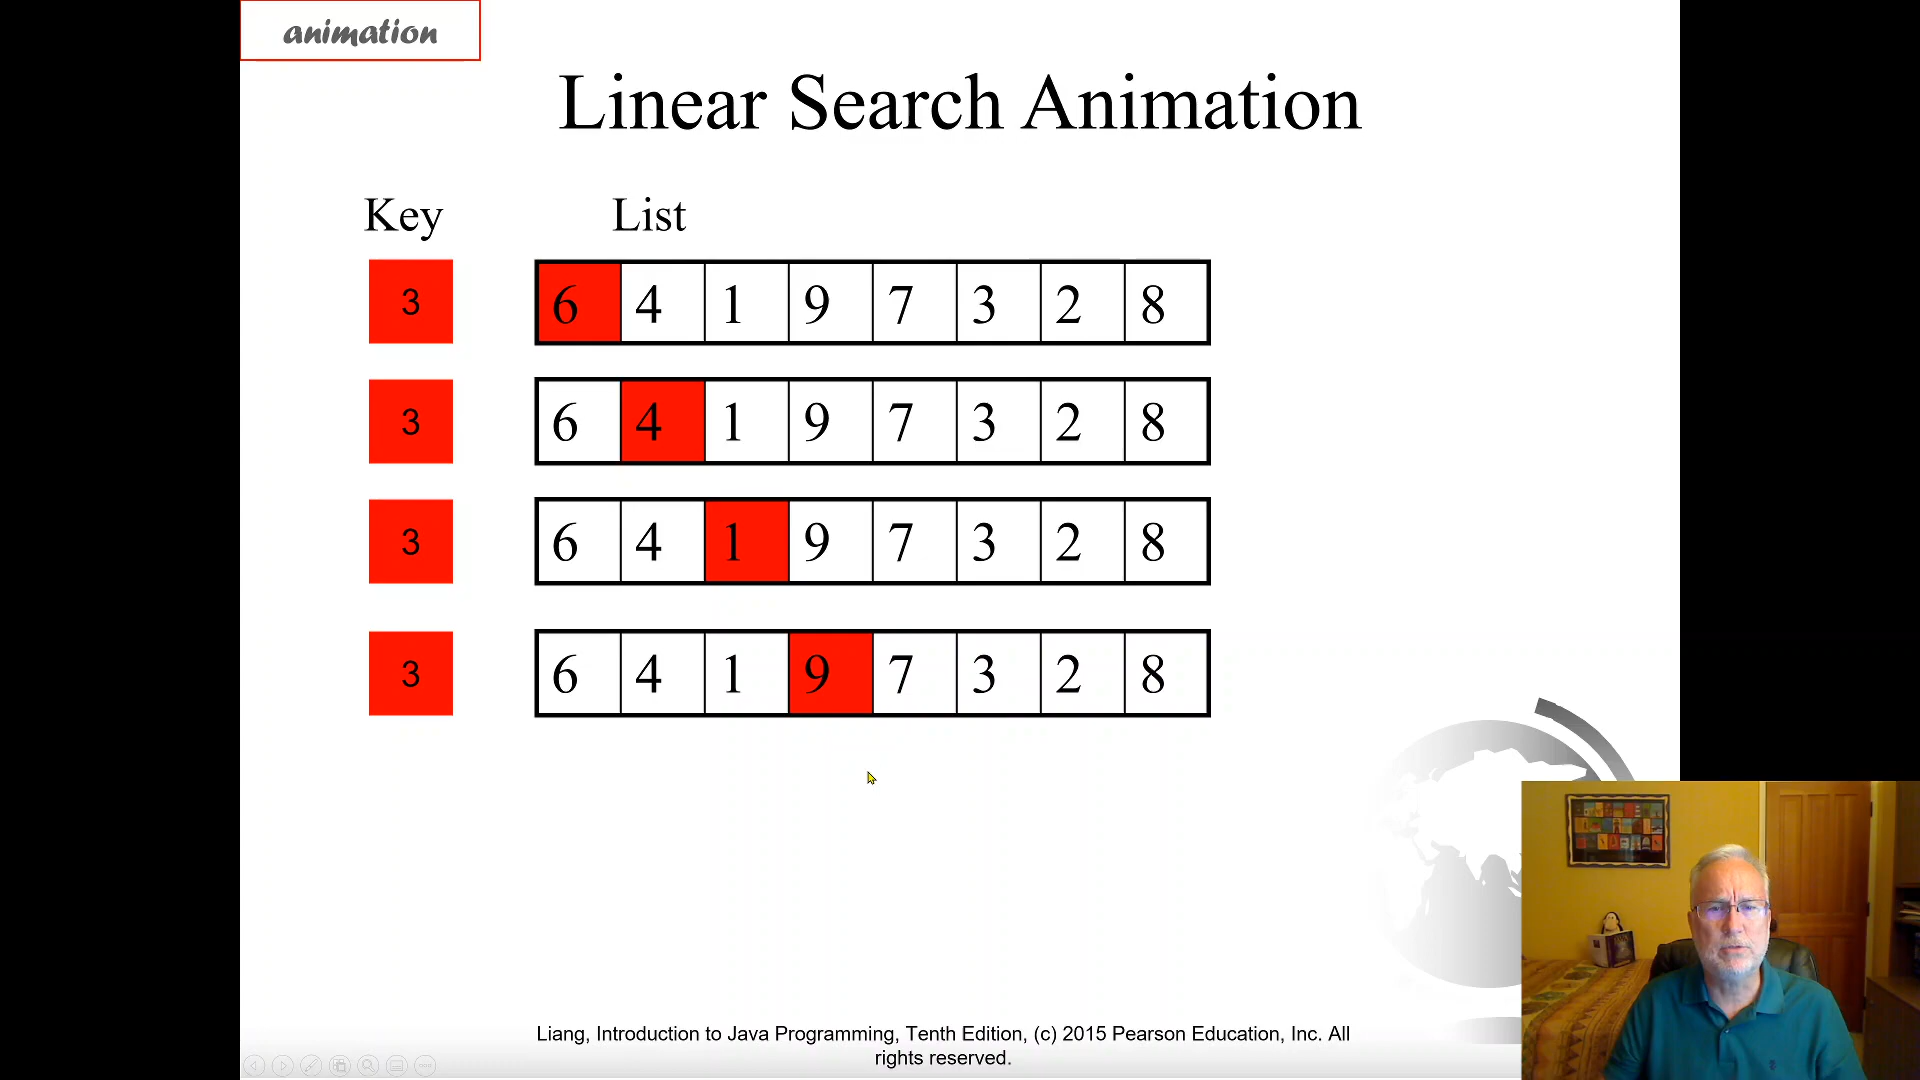 animation
Linear Search Animation
Key List
3 6 4 1 9 7 3 2 8
3 6 4 1 9 7 3 2 8
3 6 4 1 9 7 3 2 8
3 6 4 1 9 7 3 2 8
Liang, Introduction to Java Programming, Tenth Edition, (c) 2015 Pearson Education, Inc. All
rights reserved.